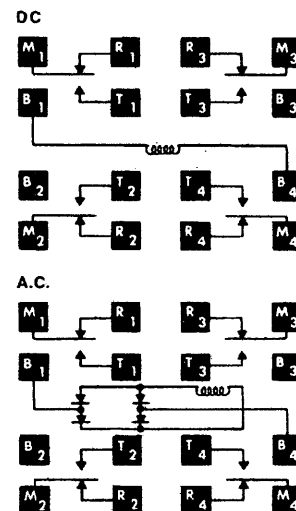 DC
M1 R1 R3 M3
B1 T1 T3 B3
B2 T2 T4 B4
M2 R2 R4 M4
A.C.
M1 R1 R3 M3
B1 T1 T3 B3
B2 T2 T4 B4
M2 R2 R4 M4